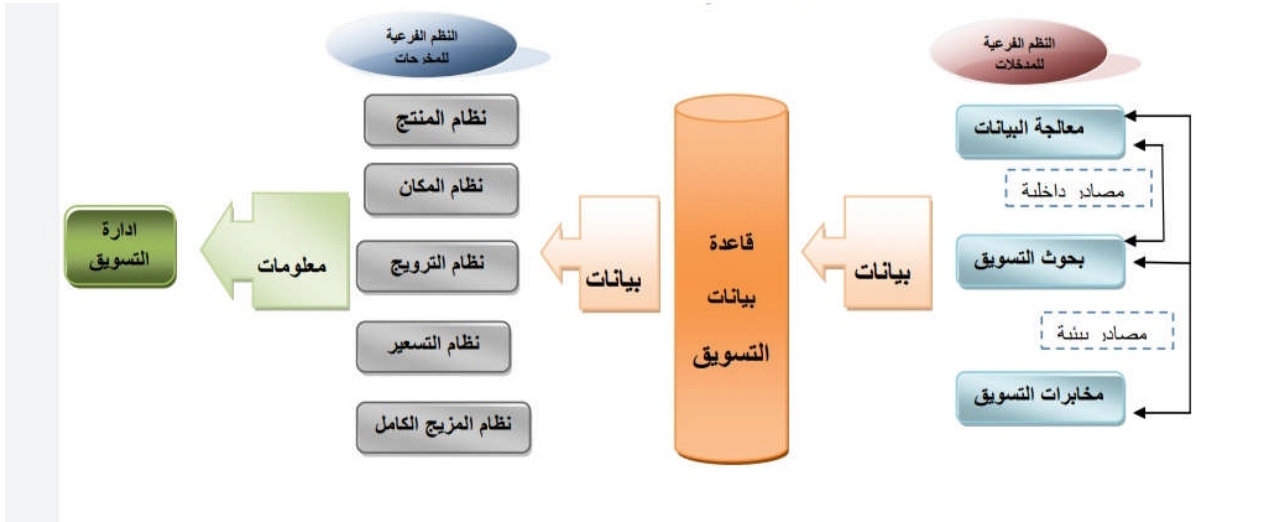 النظم الفرعية
للمدخلات
معالجة البيانات
مصادر داخلية
بحوث التسويق
مصادر بيئية
مخابرات التسويق
بيانات
قاعدة
بيانات
التسويق
بيانات
النظم الفرعية
للمخرجات
نظام المنتج
نظام المكان
نظام الترويج
نظام التسعير
نظام المزيج الكامل
معلومات
ادارة
التسويق